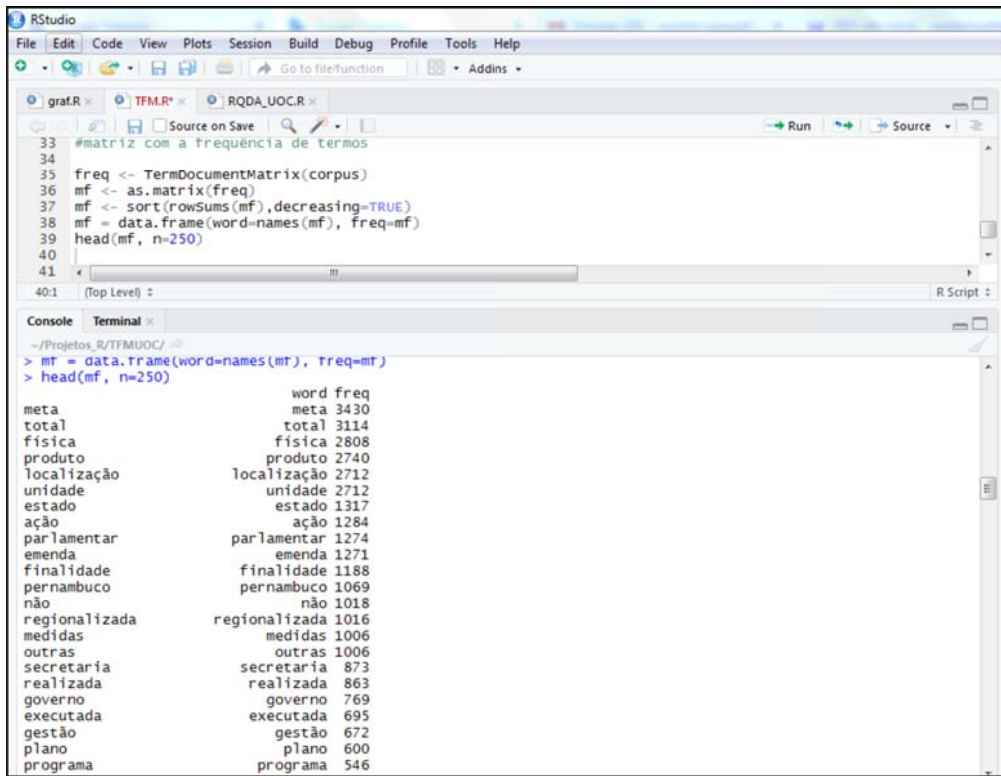 RStudio
File Edit Code View Plots Session Build Debug Profile Tools Help
Go to file/function Addins
graf.R TFM.R* RQDA_UOC.R
Source on Save Run Source
33 #matriz com a frequência de termos
34
35 freq <- TermDocumentMatrix(corpus)
36 mf <- as.matrix(freq)
37 mf <- sort(rowSums(mf),decreasing=TRUE)
38 mf = data.frame(word=names(mf), freq=mf)
39 head(mf, n=250)
40
41
40:1 (Top Level) R Script
Console Terminal
~/Projetos_R/TFMUOC/
> mf = data.frame(word=names(mf), freq=mf)
> head(mf, n=250)
word freq
meta meta 3430
total total 3114
física física 2808
produto produto 2740
localização localização 2712
unidade unidade 2712
estado estado 1317
ação ação 1284
parlamentar parlamentar 1274
emenda emenda 1271
finalidade finalidade 1188
pernambuco pernambuco 1069
não não 1018
regionalizada regionalizada 1016
medidas medidas 1006
outras outras 1006
secretaria secretaria 873
realizada realizada 863
governo governo 769
executada executada 695
gestão gestão 672
plano plano 600
programa programa 546